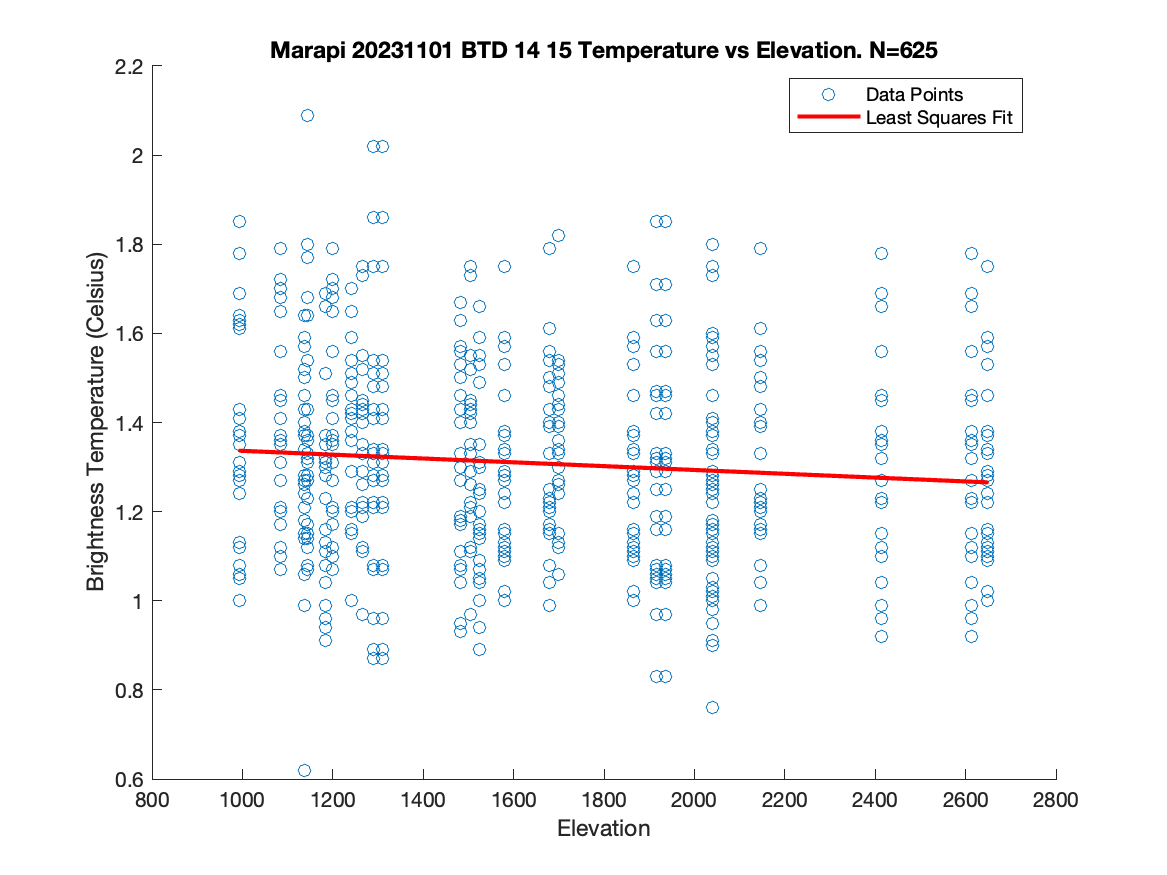 Marapi 20231101 BTD 14 15 Temperature vs Elevation. N=625
Data Points
Least Squares Fit
Brightness Temperature (Celsius)
2.2
2
1.8
1.6
1.4
1.2
1
0.8
0.6
800 1000 1200 1400 1600 1800 2000 2200 2400 2600 2800
Elevation